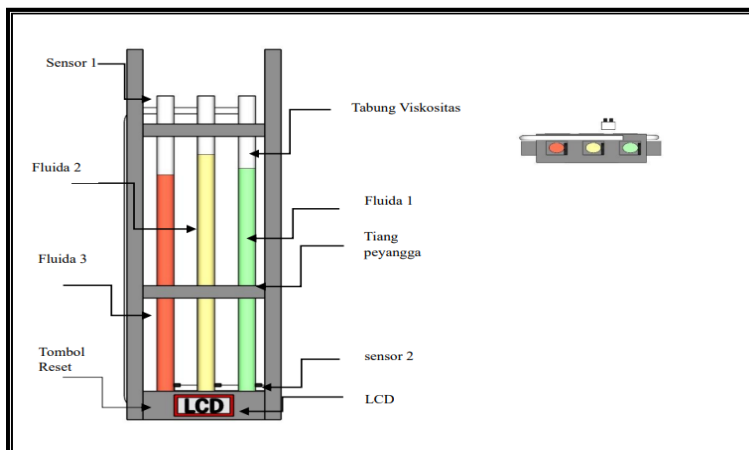 Sensor 1
Tabung Viskositas
Fluida 2
Fluida 1
Tiang
peyangga
Fluida 3
sensor 2
Tombol
Reset
LCD
LCD